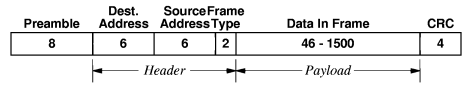 Preamble Dest. Address Source Address Frame Type Data In Frame CRC
8 6 6 2 46 - 1500 4
Header Payload